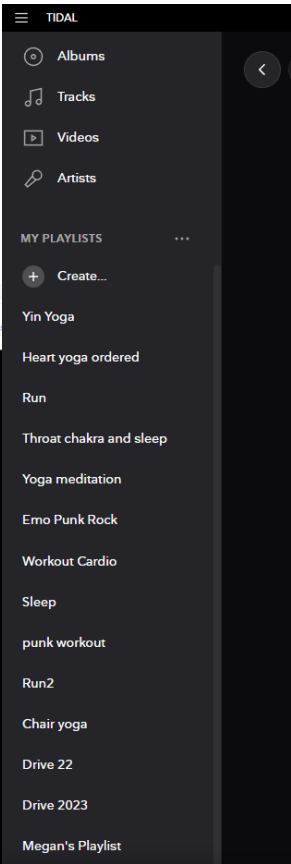 TIDAL
Albums
Tracks
Videos
Artists
MY PLAYLISTS
Create...
Yin Yoga
Heart yoga ordered
Run
Throat chakra and sleep
Yoga meditation
Emo Punk Rock
Workout Cardio
Sleep
punk workout
Run2
Chair yoga
Drive 22
Drive 2023
Megan's Playlist